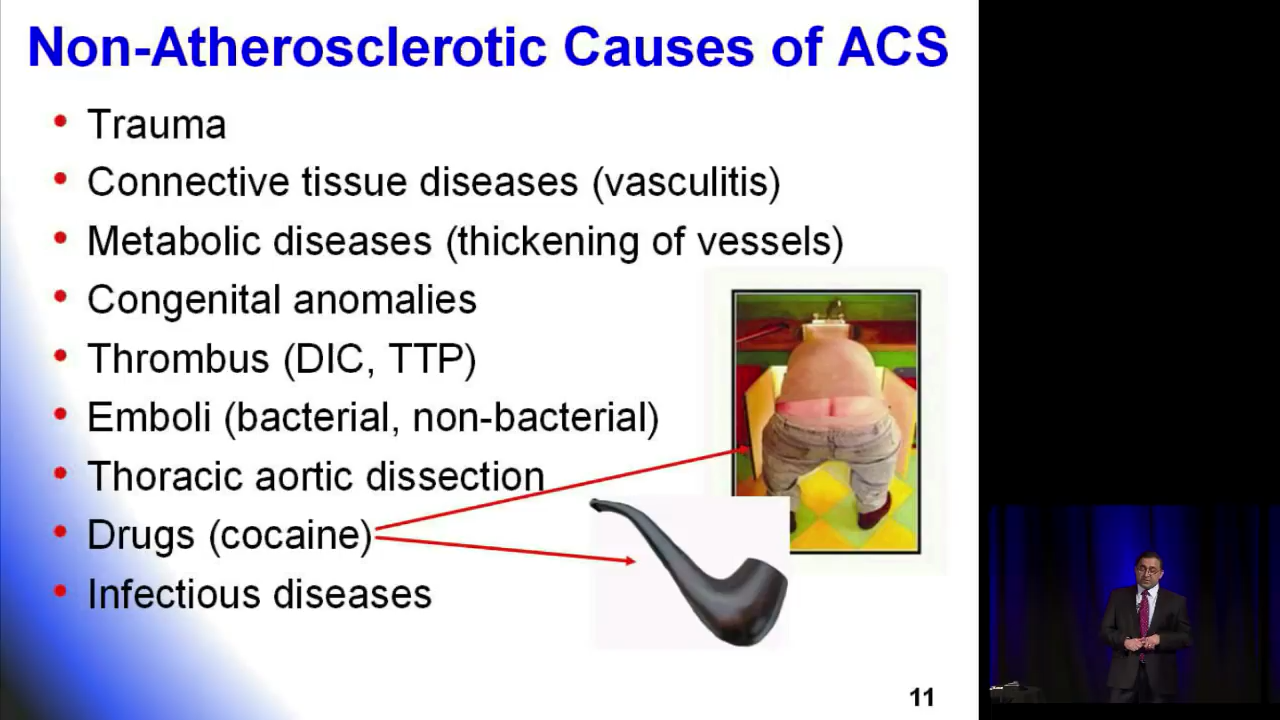 Non-Atherosclerotic Causes of ACS
• Trauma
• Connective tissue diseases (vasculitis)
• Metabolic diseases (thickening of vessels)
• Congenital anomalies
• Thrombus (DIC, TTP)
• Emboli (bacterial, non-bacterial)
• Thoracic aortic dissection
• Drugs (cocaine)
• Infectious diseases
11